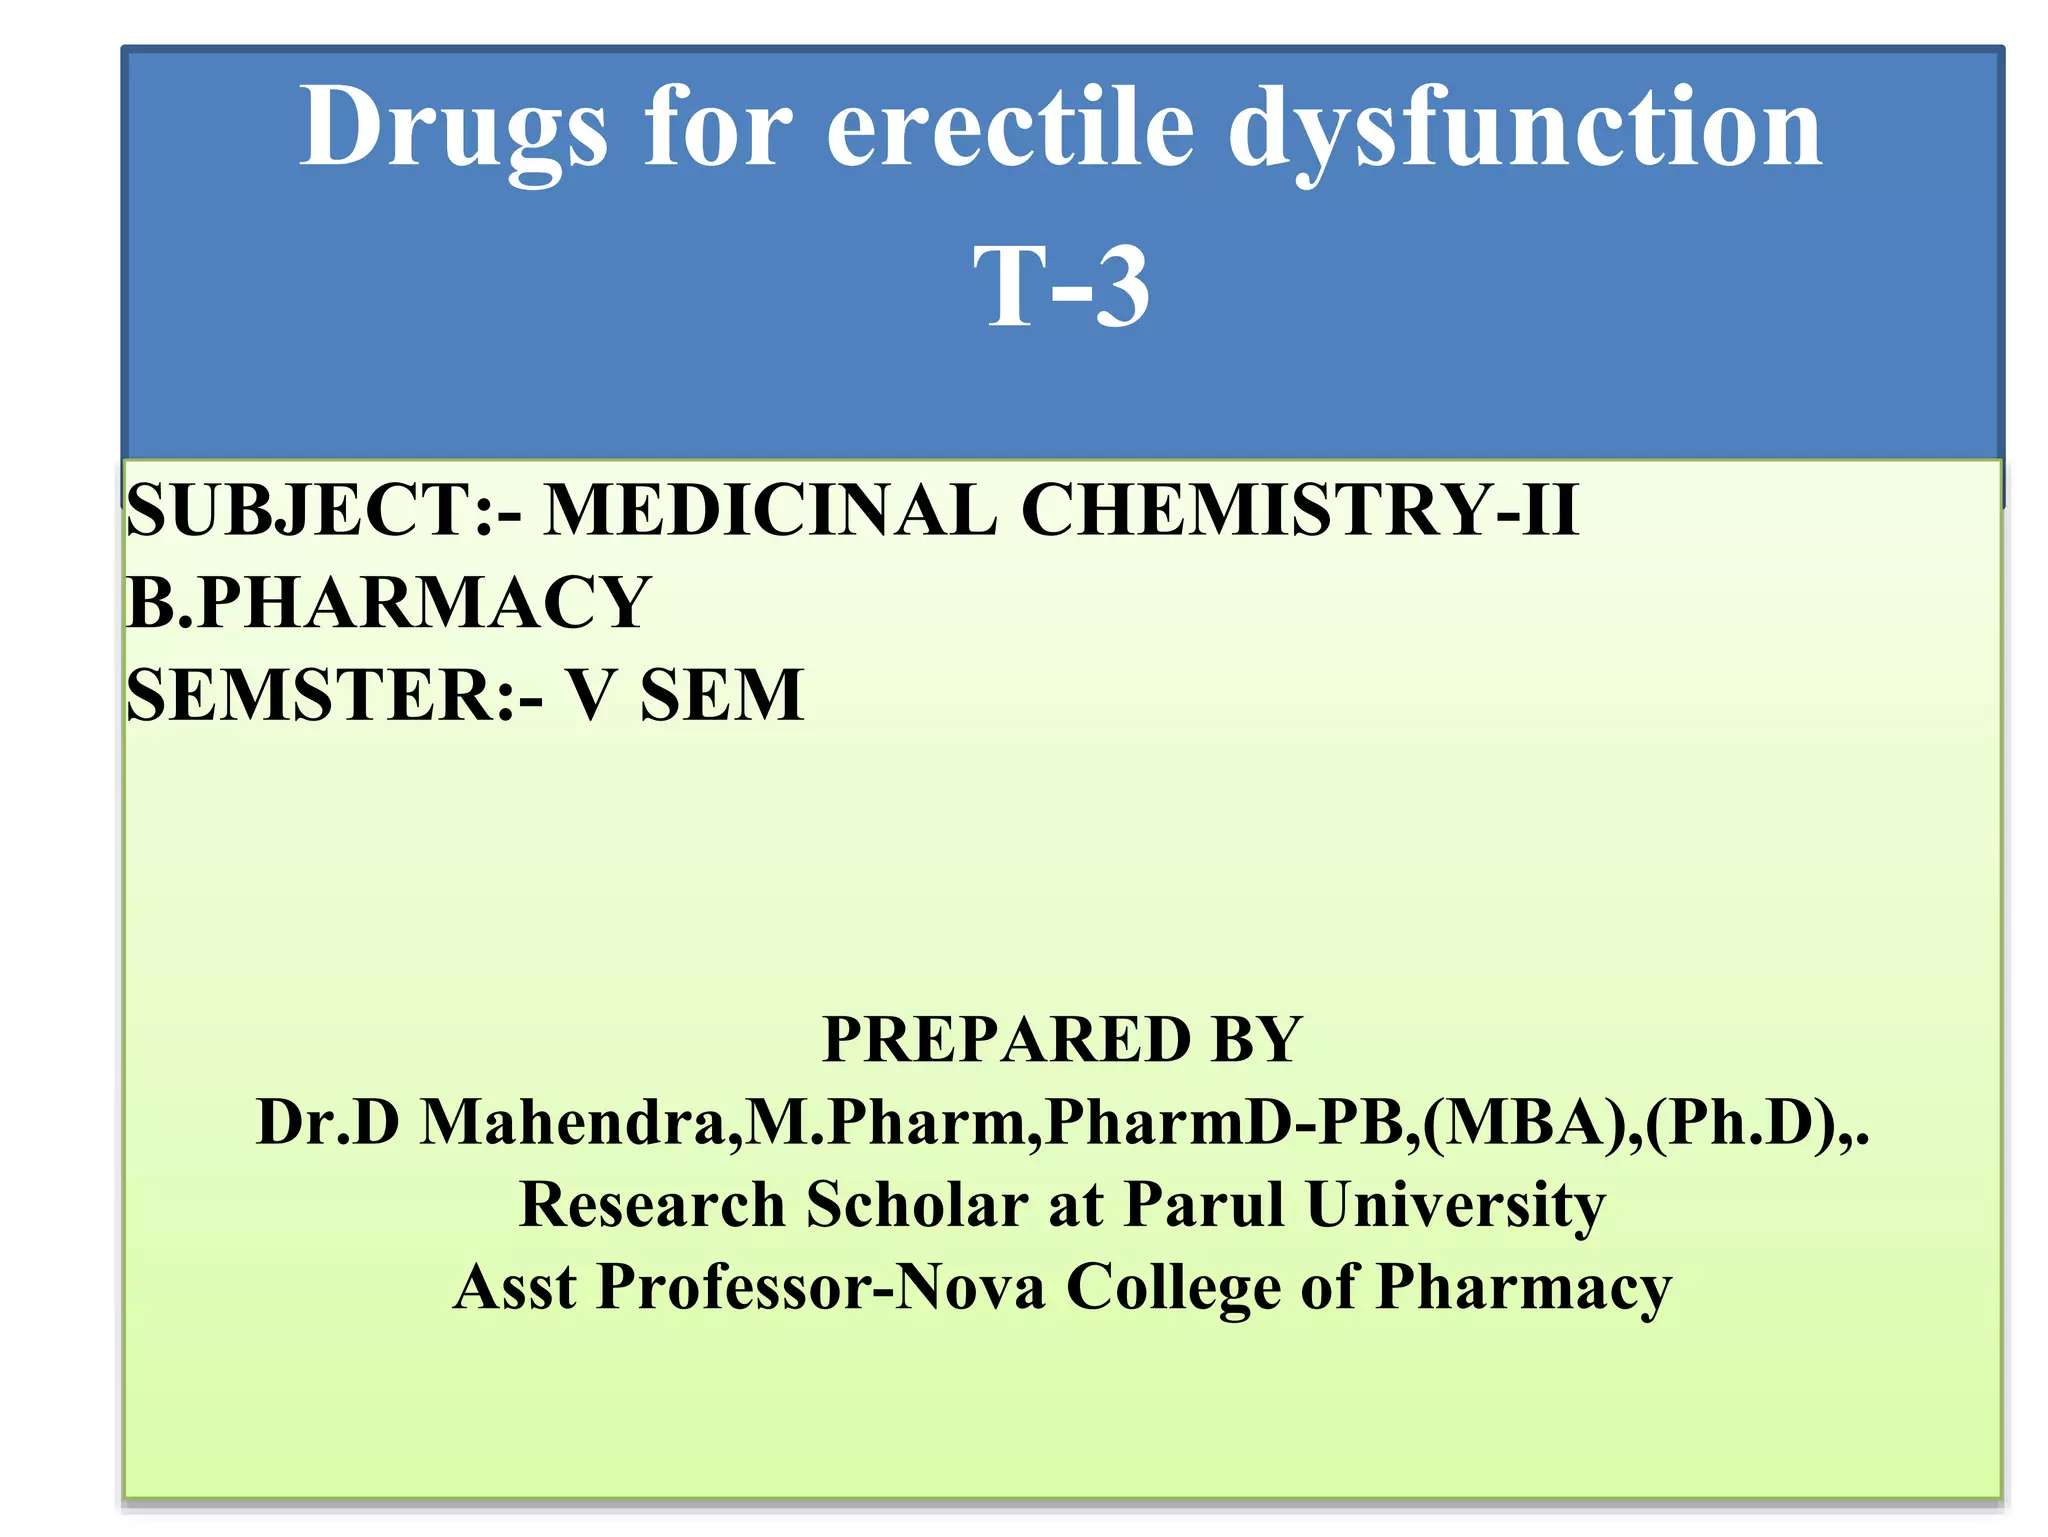 Drugs for erectile dysfunction
T-3
SUBJECT:- MEDICINAL CHEMISTRY-II
B.PHARMACY
SEMSTER:- V SEM
PREPARED BY
Dr.D Mahendra,M.Pharm,PharmD-PB,(MBA),(Ph.D),.
Research Scholar at Parul University
Asst Professor-Nova College of Pharmacy